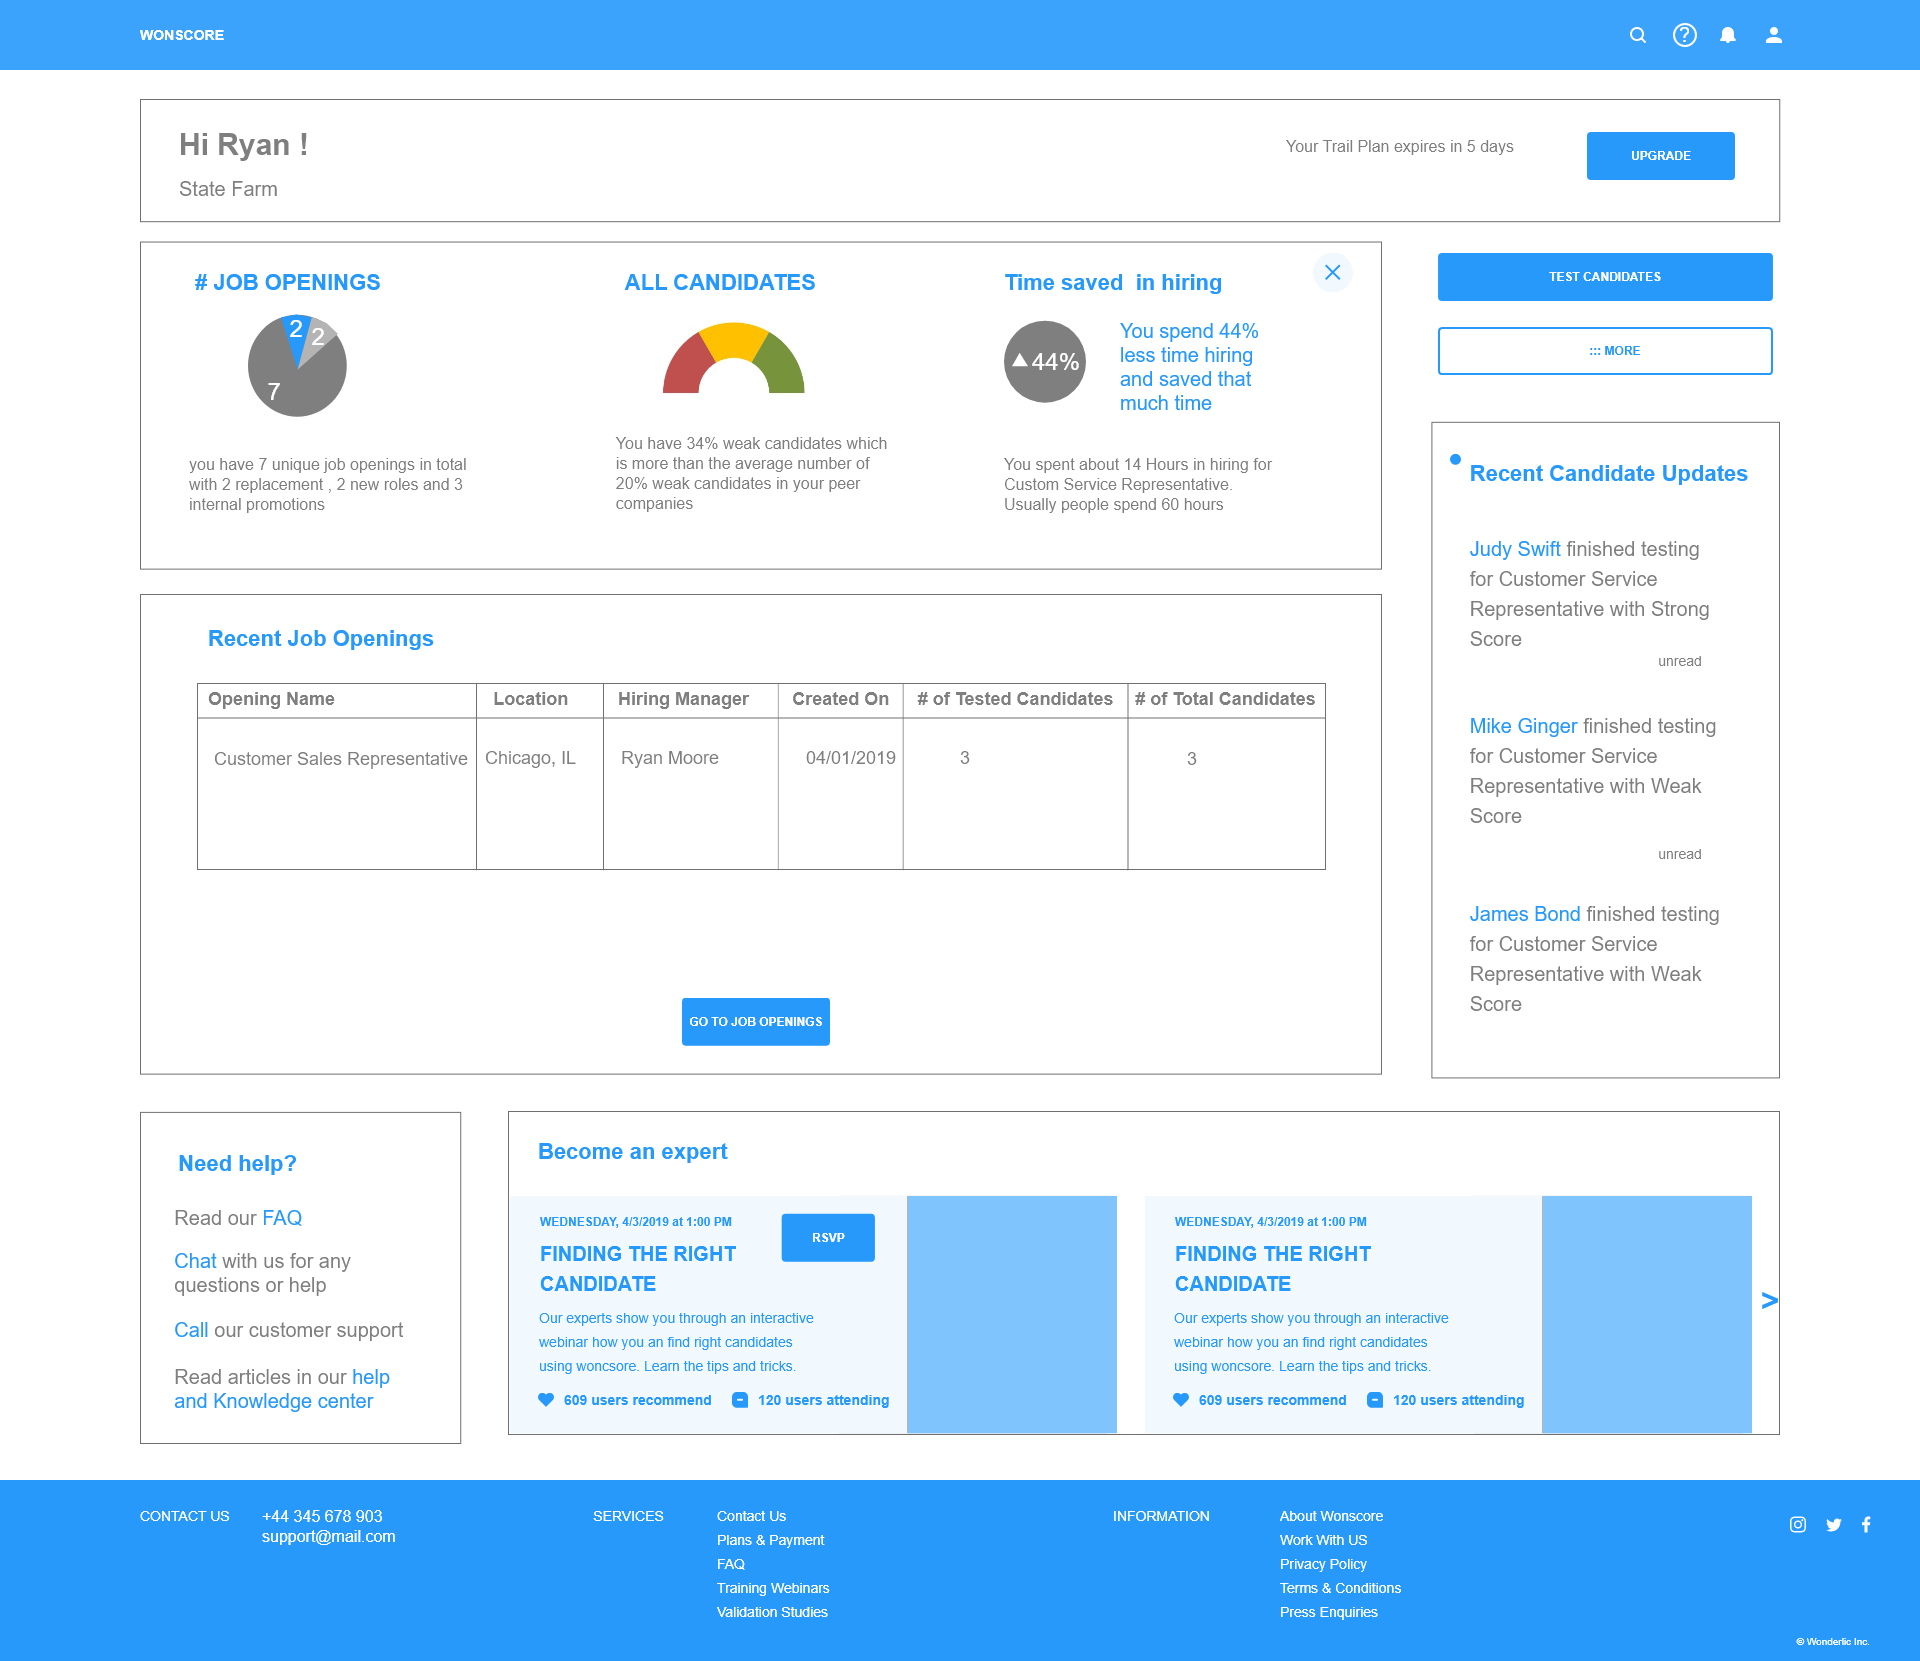 WONSCORE
Hi Ryan !
State Farm
Your Trail Plan expires in 5 days
UPGRADE
# JOB OPENINGS
2
2
7
you have 7 unique job openings in total
with 2 replacement , 2 new roles and 3
internal promotions
ALL CANDIDATES
You have 34% weak candidates which
is more than the average number of
20% weak candidates in your peer
companies
Time saved  in hiring
44%
You spend 44%
less time hiring
and saved that
much time
You spent about 14 Hours in hiring for
Custom Service Representative.
Usually people spend 60 hours
TEST CANDIDATES
::: MORE
Recent Job Openings
Opening Name Location Hiring Manager Created On # of Tested Candidates # of Total Candidates
Customer Sales Representative Chicago, IL Ryan Moore 04/01/2019 3 3
GO TO JOB OPENINGS
Recent Candidate Updates
Judy Swift finished testing
for Customer Service
Representative with Strong
Score
unread
Mike Ginger finished testing
for Customer Service
Representative with Weak
Score
unread
James Bond finished testing
for Customer Service
Representative with Weak
Score
Need help?
Read our FAQ
Chat with us for any
questions or help
Call our customer support
Read articles in our help
and Knowledge center
Become an expert
WEDNESDAY, 4/3/2019 at 1:00 PM
RSVP
FINDING THE RIGHT
CANDIDATE
Our experts show you through an interactive
webinar how you an find right candidates
using woncsore. Learn the tips and tricks.
609 users recommend 120 users attending
WEDNESDAY, 4/3/2019 at 1:00 PM
FINDING THE RIGHT
CANDIDATE
Our experts show you through an interactive
webinar how you an find right candidates
using woncsore. Learn the tips and tricks.
609 users recommend 120 users attending
>
CONTACT US
+44 345 678 903
support@mail.com
SERVICES
Contact Us
Plans & Payment
FAQ
Training Webinars
Validation Studies
INFORMATION
About Wonscore
Work With US
Privacy Policy
Terms & Conditions
Press Enquiries
© Wonderlic Inc.